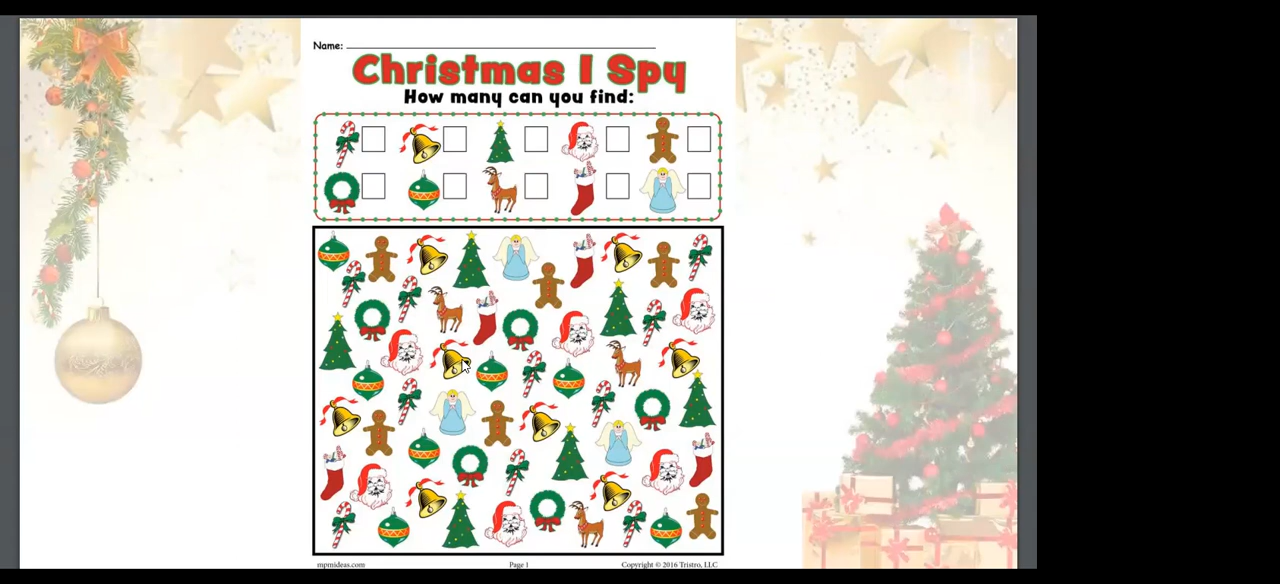 Name:
Christmas I Spy
How many can you find:
mpmideas.com Page 1 Copyright © 2016 Tristro, LLC